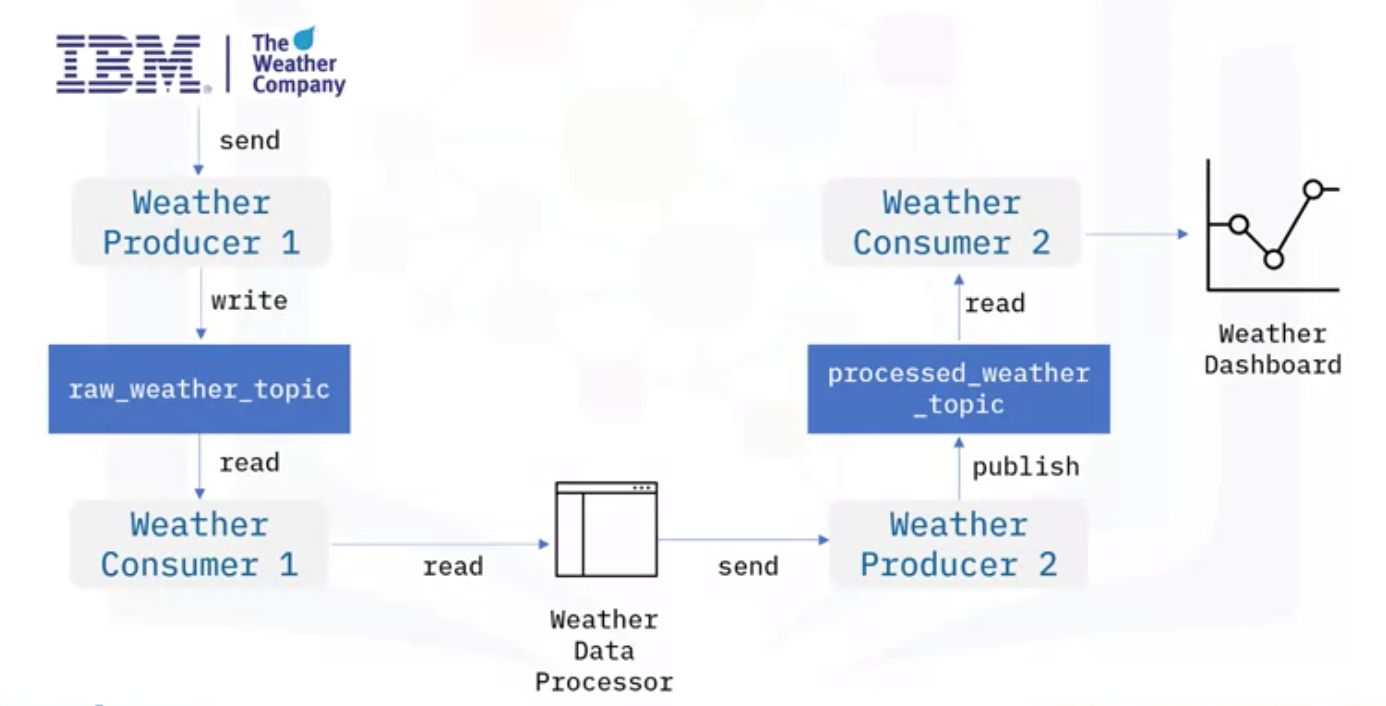 IBM®
The
Weather
Company
send
Weather
Producer 1
write
raw_weather_topic
read
Weather
Consumer 1
read
Weather
Data
Processor
send
Weather
Producer 2
publish
processed_weather
_topic
read
Weather
Consumer 2
Weather
Dashboard